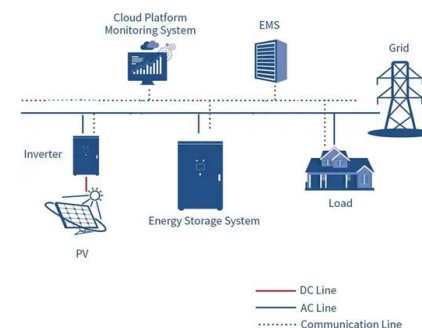 Cloud Platform
Monitoring System
EMS
Grid
Inverter
Energy Storage System
Load
PV
DC Line
AC Line
Communication Line